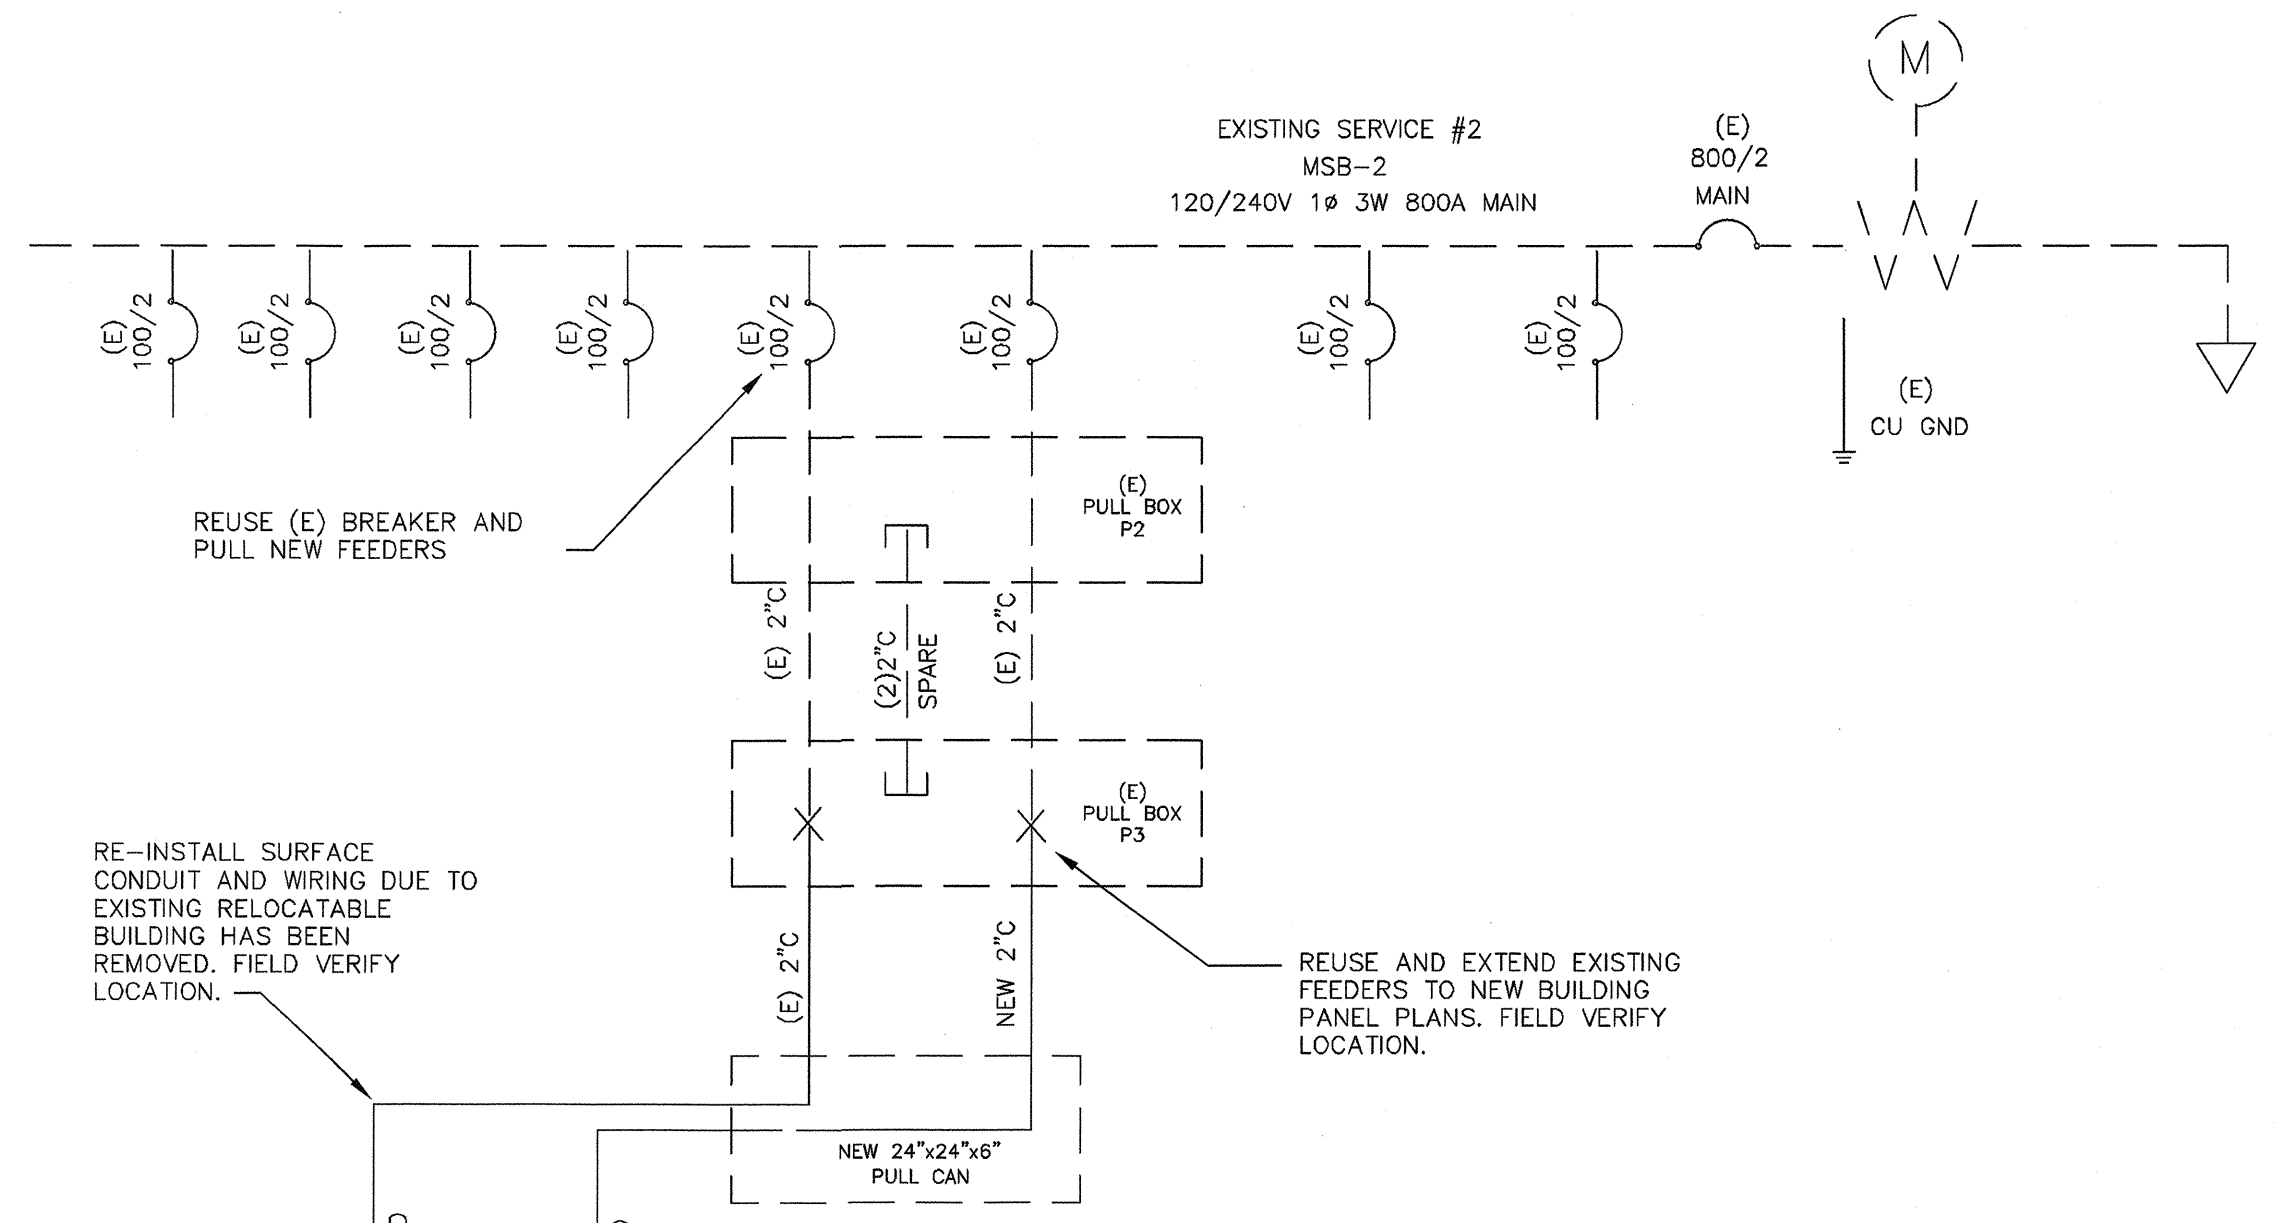 M
EXISTING SERVICE #2
MSB-2
120/240V 1ø 3W 800A MAIN
(E)
800/2
MAIN
(E)
100/2
(E)
100/2
(E)
100/2
(E)
100/2
(E)
100/2
(E)
100/2
(E)
100/2
(E)
100/2
(E)
CU GND
REUSE (E) BREAKER AND
PULL NEW FEEDERS
(E)
PULL BOX
P2
(E) 2"C
(2)2"C
SPARE
(E) 2"C
(E)
PULL BOX
P3
RE-INSTALL SURFACE
CONDUIT AND WIRING DUE TO
EXISTING RELOCATABLE
BUILDING HAS BEEN
REMOVED. FIELD VERIFY
LOCATION.
(E) 2"C
NEW 2"C
REUSE AND EXTEND EXISTING
FEEDERS TO NEW BUILDING
PANEL PLANS. FIELD VERIFY
LOCATION.
NEW 24"x24"x6"
PULL CAN